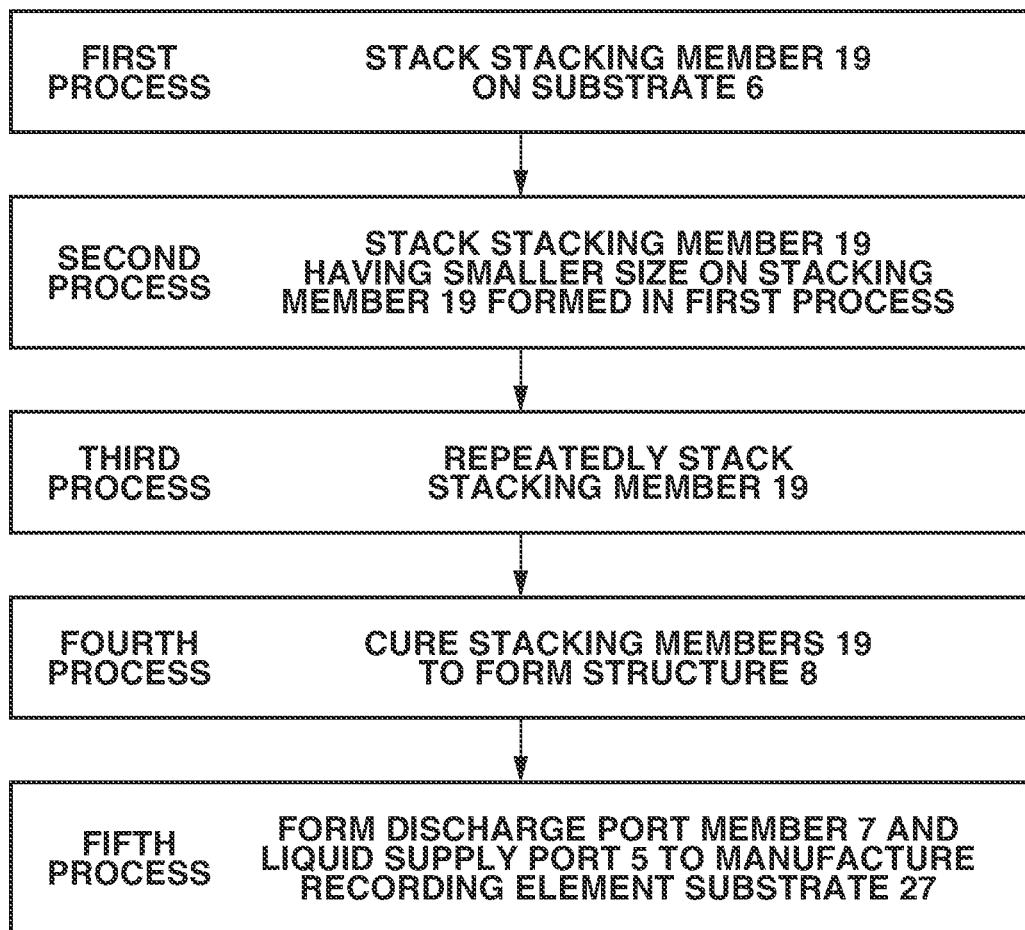 FIRST
PROCESS
STACK STACKING MEMBER 19
ON SUBSTRATE 6
SECOND
PROCESS
STACK STACKING MEMBER 19
HAVING SMALLER SIZE ON STACKING
MEMBER 19 FORMED IN FIRST PROCESS
THIRD
PROCESS
REPEATEDLY STACK
STACKING MEMBER 19
FOURTH
PROCESS
CURE STACKING MEMBERS 19
TO FORM STRUCTURE 8
FIFTH
PROCESS
FORM DISCHARGE PORT MEMBER 7 AND
LIQUID SUPPLY PORT 5 TO MANUFACTURE
RECORDING ELEMENT SUBSTRATE 27